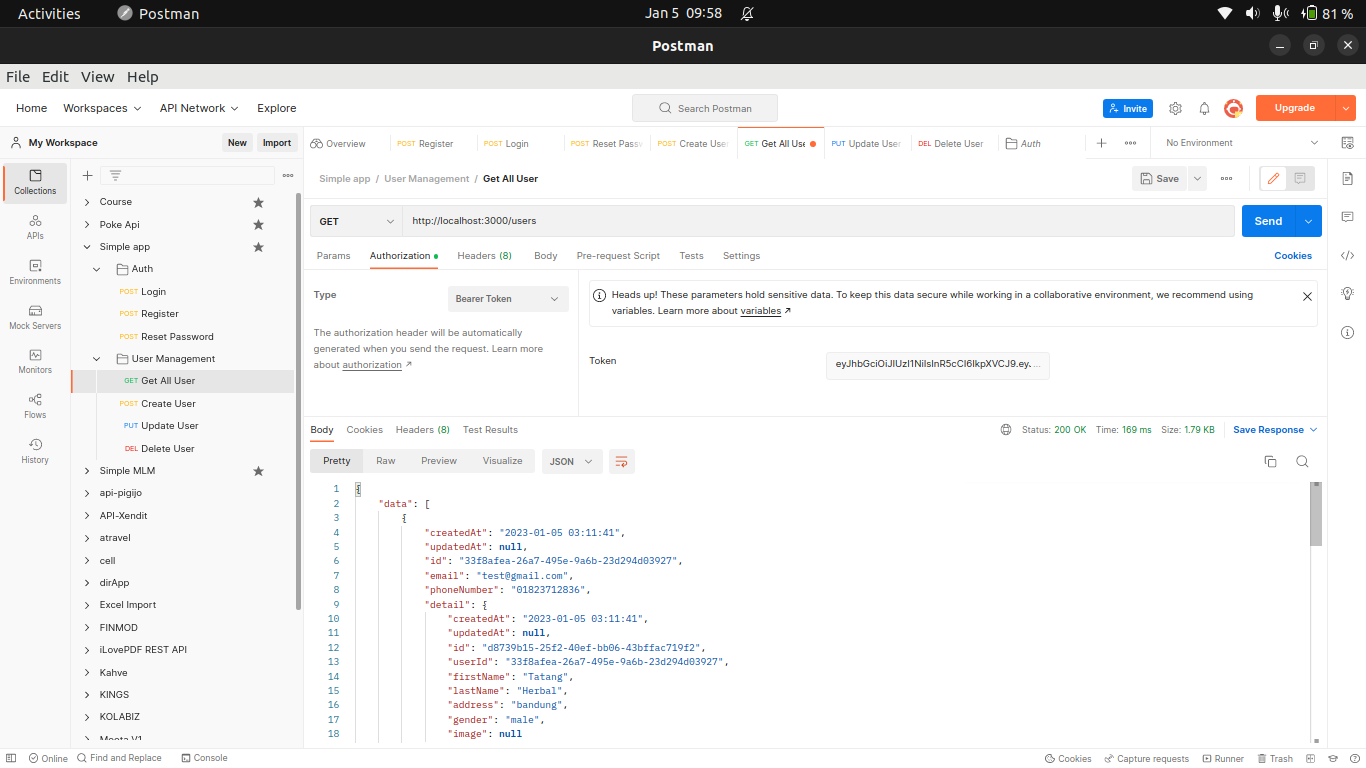 Activities Postman Jan 5 09:58 81 %
Postman
File Edit View Help
Home Workspaces API Network Explore Search Postman Invite Upgrade
My Workspace New Import
Overview POST Register POST Login POST Reset Passw POST Create User GET Get All Use PUT Update User DEL Delete User Auth No Environment
Collections
APIs
Environments
Mock Servers
Monitors
Flows
History
Course
Poke Api
Simple app
Auth
POST Login
POST Register
POST Reset Password
User Management
GET Get All User
POST Create User
PUT Update User
DEL Delete User
Simple MLM
api-pigijo
API-Xendit
atravel
cell
dirApp
Excel Import
FINMOD
iLovePDF REST API
Kahve
KINGS
KOLABIZ
Simple app / User Management / Get All User Save
GET http://localhost:3000/users Send
Params Authorization Headers (8) Body Pre-request Script Tests Settings Cookies
Type Bearer Token
The authorization header will be automatically
generated when you send the request. Learn more
about authorization
Heads up! These parameters hold sensitive data. To keep this data secure while working in a collaborative environment, we recommend using
variables. Learn more about variables
Token
Body Cookies Headers (8) Test Results Status: 200 OK Time: 169 ms Size: 1.79 KB Save Response
Pretty Raw Preview Visualize JSON
1 {
2 "data": [
3 {
4 "createdAt": "2023-01-05 03:11:41",
5 "updatedAt": null,
6 "id": "33f8afea-26a7-495e-9a6b-23d294d03927",
7 "email": "test@gmail.com",
8 "phoneNumber": "01823712836",
9 "detail": {
10 "createdAt": "2023-01-05 03:11:41",
11 "updatedAt": null,
12 "id": "d8739b15-25f2-40ef-bb06-43bffac719f2",
13 "userId": "33f8afea-26a7-495e-9a6b-23d294d03927",
14 "firstName": "Tatang",
15 "lastName": "Herbal",
16 "address": "bandung",
17 "gender": "male",
18 "image": null
Online Find and Replace Console Cookies Capture requests Runner Trash